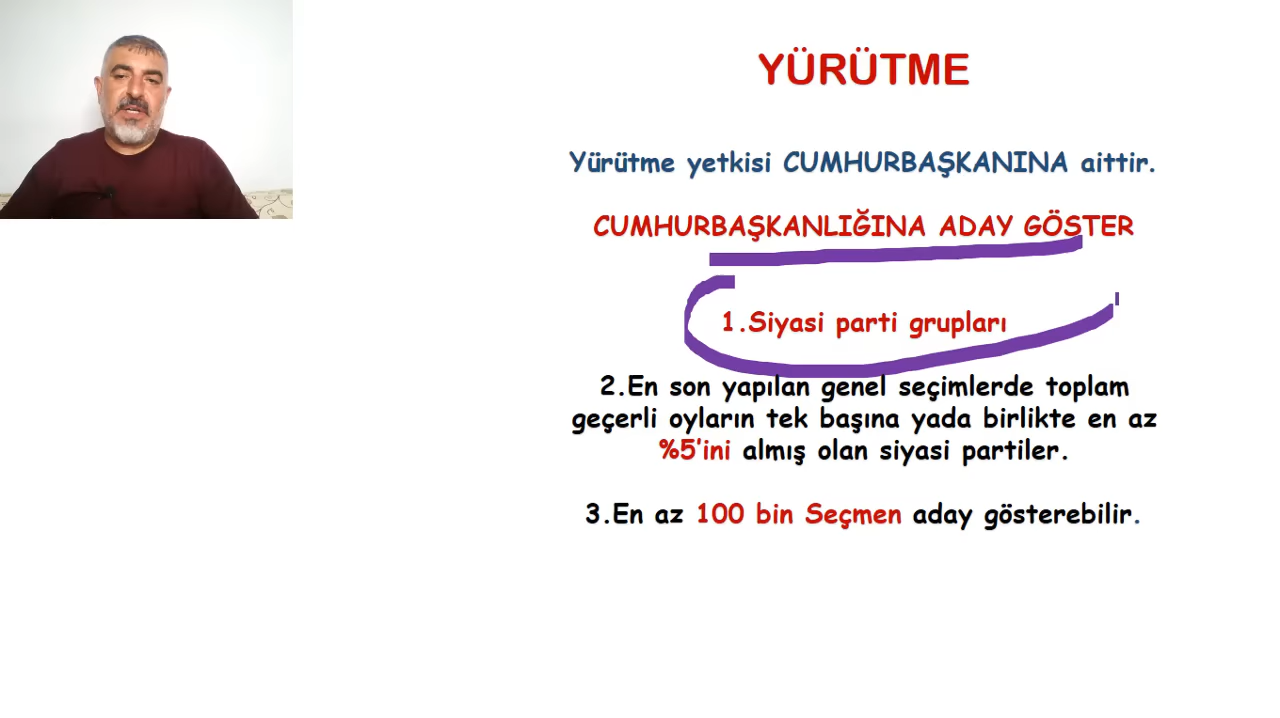 YÜRÜTME
Yürütme yetkisi CUMHURBAŞKANINA aittir.
CUMHURBAŞKANLIĞINA ADAY GÖSTER
1.Siyasi parti grupları
2.En son yapılan genel seçimlerde toplam
geçerli oyların tek başına yada birlikte en az
%5'ini almış olan siyasi partiler.
3.En az 100 bin Seçmen aday gösterebilir.